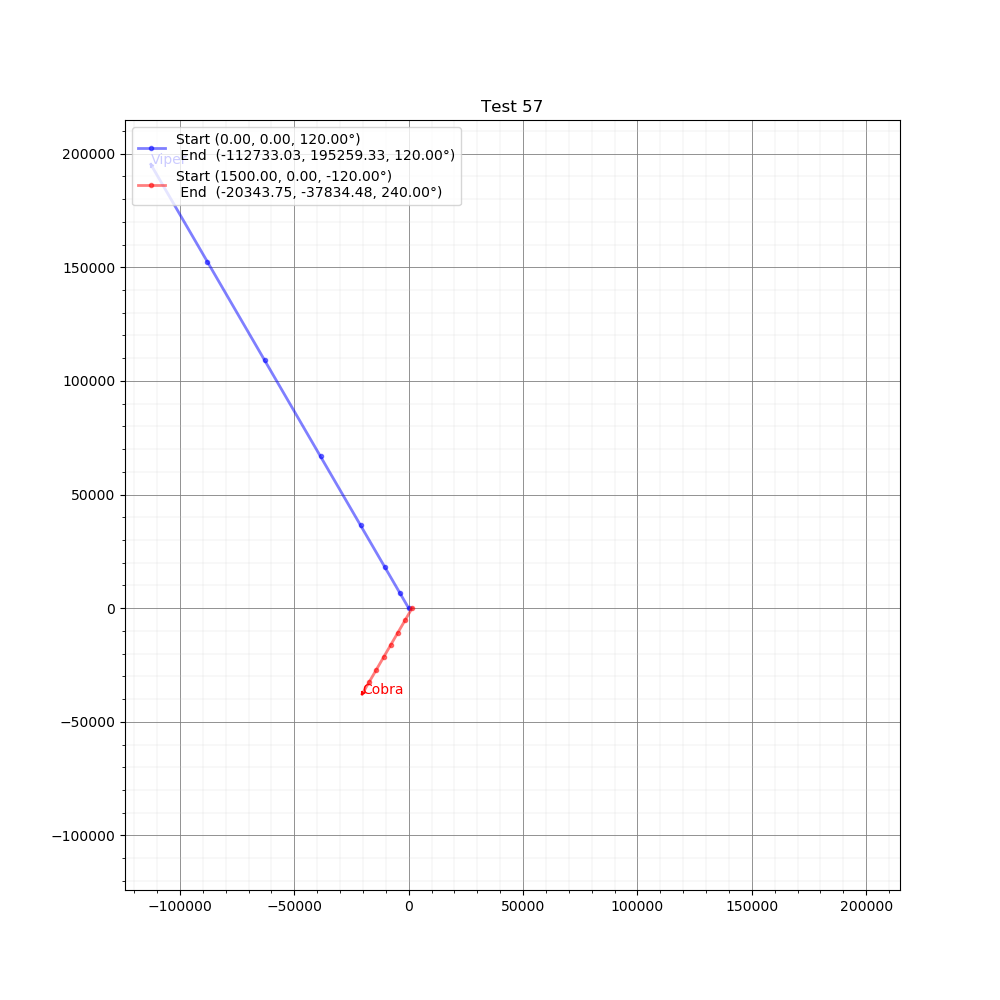 Test 57
Start (0.00, 0.00, 120.00°)
End (-112733.03, 195259.33, 120.00°)
Start (1500.00, 0.00, -120.00°)
End (-20343.75, -37834.48, 240.00°)
Viper
Cobra
200000
150000
100000
50000
0
−50000
−100000
−100000 −50000 0 50000 100000 150000 200000